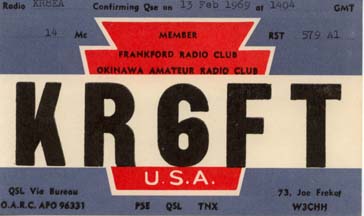 Radio KR8EA Confirming Qso on 13 Feb 1969 at 1404 GMT
14 Mc MEMBER RST 579 A1
FRANKFORD RADIO CLUB
OKINAWA AMATEUR RADIO CLUB
KR6FT
U.S.A.
QSL Via Bureau 73, Joe Frekot
O.A.R.C. APO 96331 PSE QSL TNX W3CHH